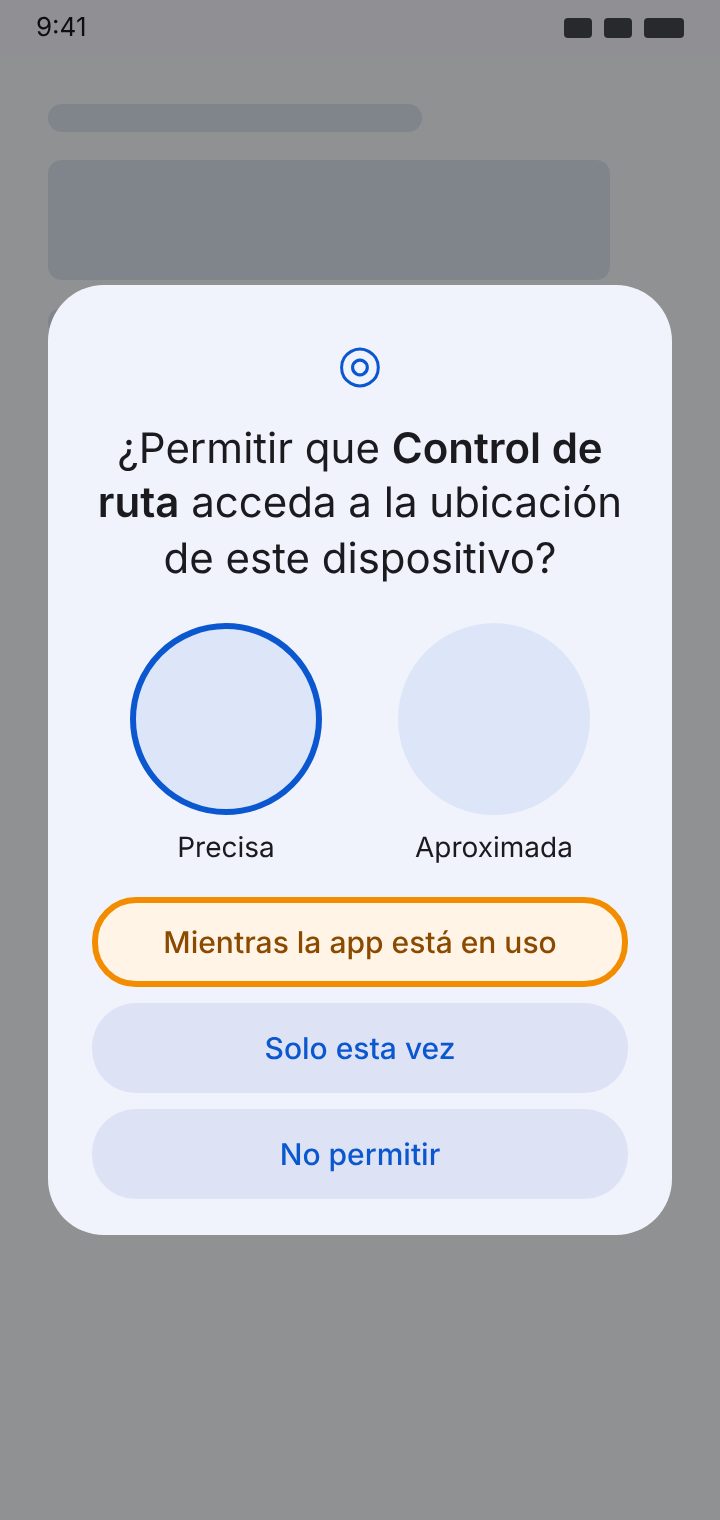 9:41
¿Permitir que Control de
ruta acceda a la ubicación
de este dispositivo?
Precisa
Aproximada
Mientras la app está en uso
Solo esta vez
No permitir